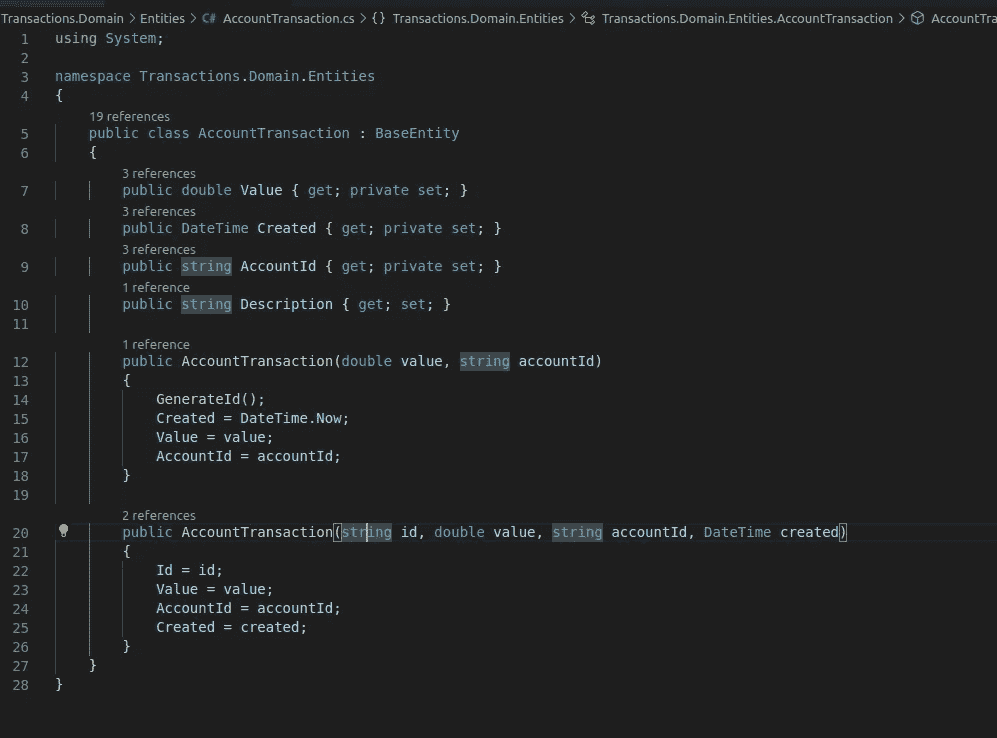 Transactions.Domain > Entities > C# AccountTransaction.cs > {} Transactions.Domain.Entities > Transactions.Domain.Entities.AccountTransaction > AccountTra
1 using System;
2
3 namespace Transactions.Domain.Entities
4 {
19 references
5 public class AccountTransaction : BaseEntity
6 {
3 references
7 public double Value { get; private set; }
3 references
8 public DateTime Created { get; private set; }
3 references
9 public string AccountId { get; private set; }
1 reference
10 public string Description { get; set; }
11
1 reference
12 public AccountTransaction(double value, string accountId)
13 {
14 GenerateId();
15 Created = DateTime.Now;
16 Value = value;
17 AccountId = accountId;
18 }
19
2 references
20 public AccountTransaction(string id, double value, string accountId, DateTime created)
21 {
22 Id = id;
23 Value = value;
24 AccountId = accountId;
25 Created = created;
26 }
27 }
28 }